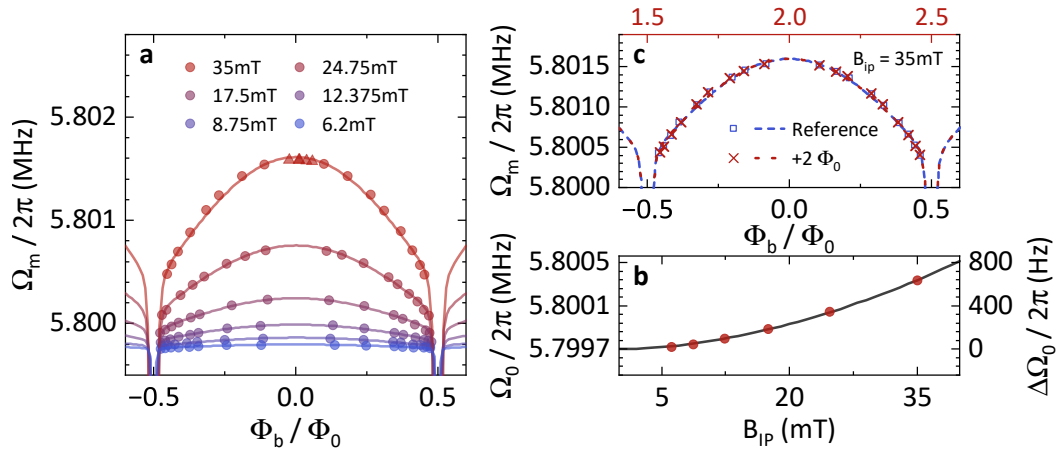 a
35mT
24.75mT
17.5mT
12.375mT
8.75mT
6.2mT
5.802
5.801
5.800
Ωm / 2π (MHz)
−0.5
0.0
0.5
Φb / Φ0
1.5
2.0
2.5
c
BIP = 35mT
5.8015
5.8010
5.8005
5.8000
Ωm / 2π (MHz)
Reference
+2 Φ0
−0.5
0.0
0.5
Φb / Φ0
b
5.8005
5.8001
5.7997
Ω0 / 2π (MHz)
800
400
0
ΔΩ0 / 2π (Hz)
5
20
35
BIP (mT)